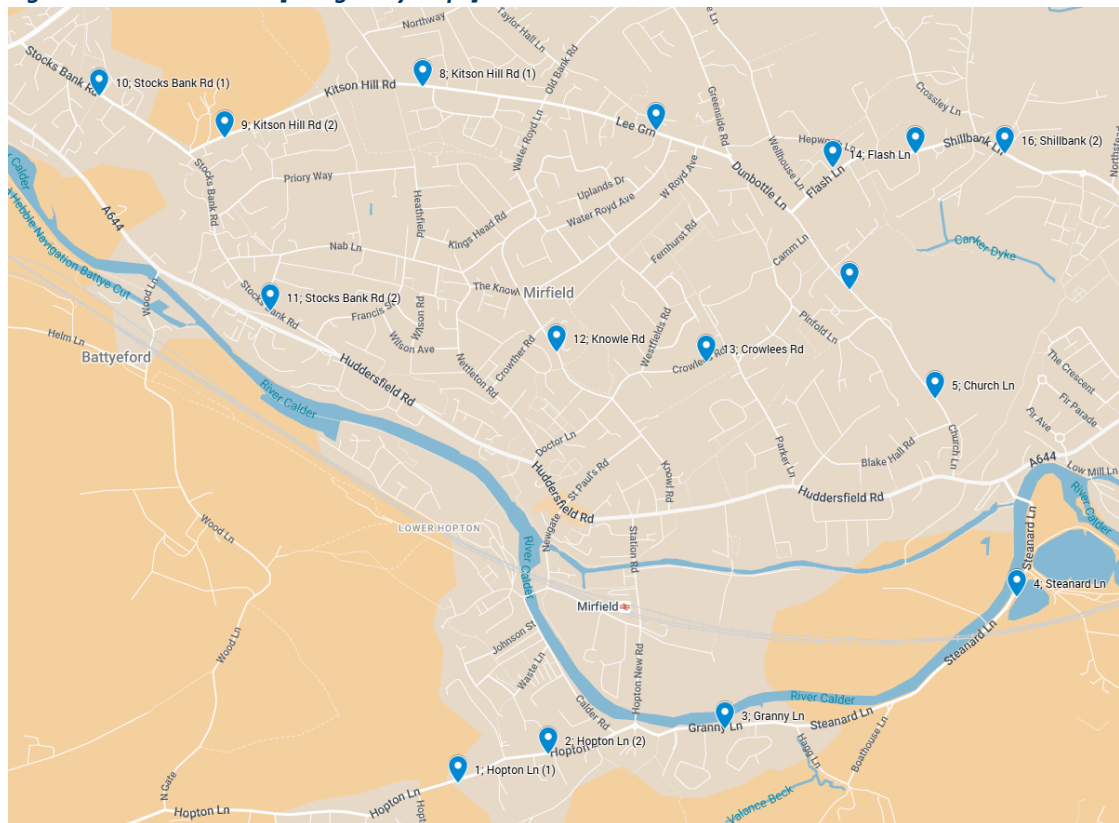 Northway
Taylor Hall Ln
Old Bank Rd
Stocks Bank Rd
10; Stocks Bank Rd (1)
8; Kitson Hill Rd (1)
Kitson Hill Rd
Crossley Ln
9; Kitson Hill Rd (2)
Water Royd Ln
Lee Grn
Greenside Rd
Wellhouse Ln
14; Flash Ln
Shillbank Ln
16; Shillbank (2)
River Calder
Stocks Bank Rd
Priory Way
Uplands Dr
W Royd Ave
Dunbottle Ln
Flash Ln
Heathfield
Water Royd Ave
Kings Head Rd
A644
Fernhurst Rd
Camm Ln
Canker Dyke
Hebble Navigation Battye Cut
Nab Ln
Wood Ln
Mirfield
11; Stocks Bank Rd (2)
Stocks Bank Rd
Wilson Rd
Pinfold Ln
Helm Ln
Battyeford
Wilson Ave
Westfields Rd
12; Knowle Rd
13; Crowlees Rd
Crowther Rd
Nettleton Rd
Huddersfield Rd
River Calder
The Crescent
5; Church Ln
Fir Parade
Fir Ave
Doctor Ln
Parker Ln
Blake Hall Rd
Church Ln
A644
Low Mill Ln
St Paul's Rd
Knowl Rd
Huddersfield Rd
Huddersfield Rd
River Calder
Wood Ln
LOWER HOPTON
Newgate
Station Rd
River Calder
Steanard Ln
4; Steanard Ln
Mirfield
Johnson St
Wood Ln
Waste Ln
Hopton New Rd
Steanard Ln
River Calder
Calder Rd
3; Granny Ln
Granny Ln
Steanard Ln
2; Hopton Ln (2)
Hagg Ln
Boathouse Ln
1; Hopton Ln (1)
N Gate
Hopton Ln
Hopton Ln
Valance Beck